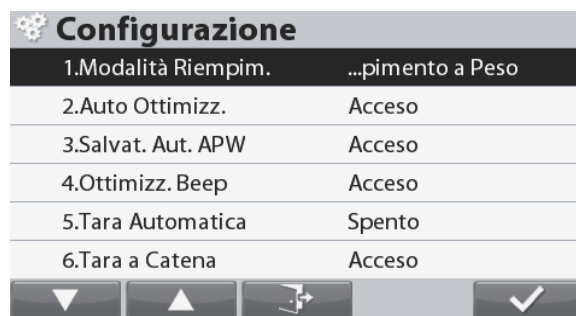 Configurazione
1.Modalità Riempim. ...pimento a Peso
2.Auto Ottimizz. Acceso
3.Salvat. Aut. APW Acceso
4.Ottimizz. Beep Acceso
5.Tara Automatica Spento
6.Tara a Catena Acceso